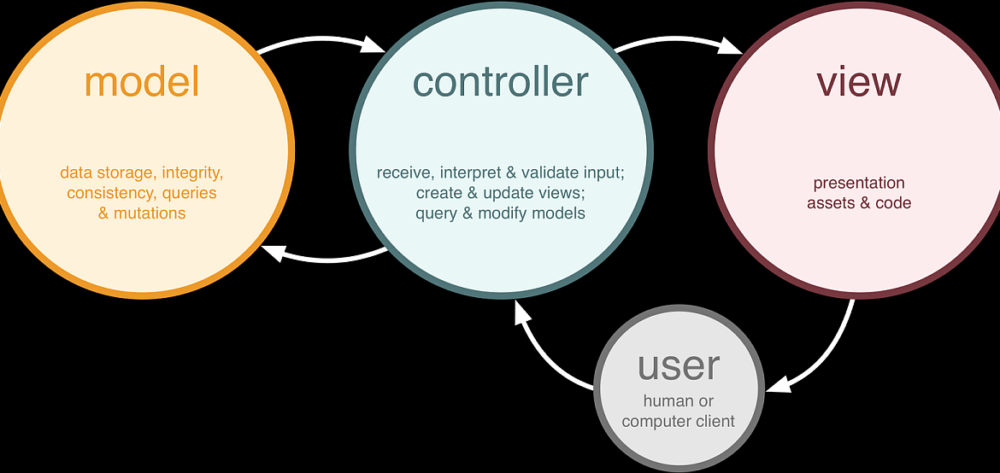 model
data storage, integrity,
consistency, queries
& mutations
controller
receive, interpret & validate input;
create & update views;
query & modify models
view
presentation
assets & code
user
human or
computer client